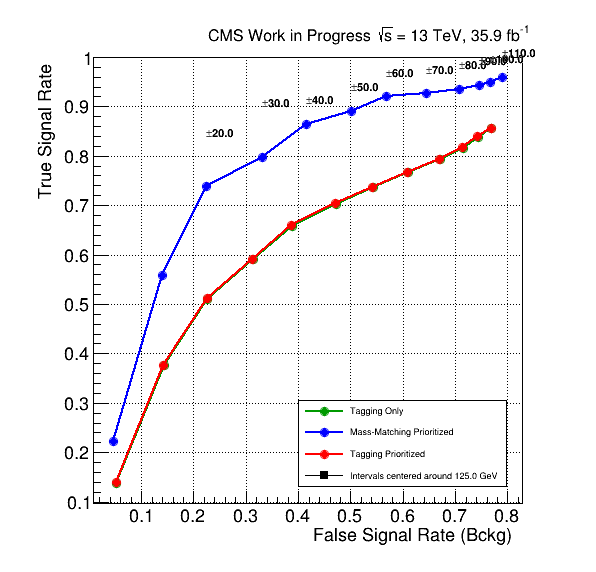 CMS Work in Progress √s = 13 TeV, 35.9 fb⁻¹
True Signal Rate
1
0.9
0.8
0.7
0.6
0.5
0.4
0.3
0.2
0.1
±20.0
±30.0
±40.0
±50.0
±60.0
±70.0
±80.0
±90.0
±100.0
±110.0
Tagging Only
Mass-Matching Prioritized
Tagging Prioritized
Intervals centered around 125.0 GeV
0.1 0.2 0.3 0.4 0.5 0.6 0.7 0.8
False Signal Rate (Bckg)